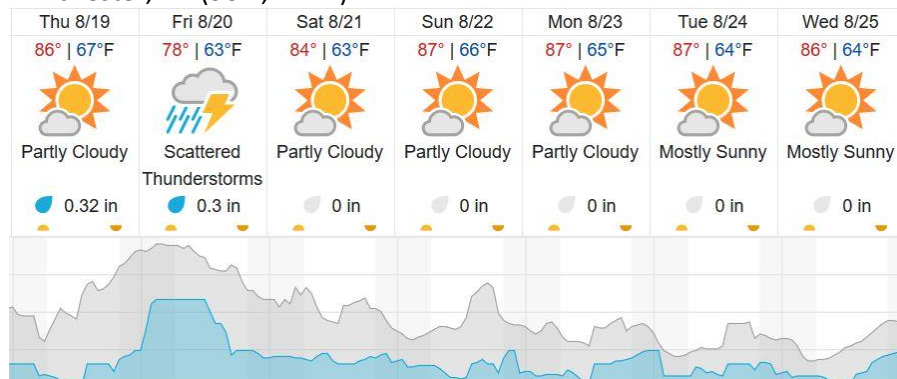 Thu 8/19 Fri 8/20 Sat 8/21 Sun 8/22 Mon 8/23 Tue 8/24 Wed 8/25
86° | 67°F 78° | 63°F 84° | 63°F 87° | 66°F 87° | 65°F 87° | 64°F 86° | 64°F
Partly Cloudy Scattered Partly Cloudy Partly Cloudy Partly Cloudy Mostly Sunny Mostly Sunny
Thunderstorms
0.32 in 0.3 in 0 in 0 in 0 in 0 in 0 in